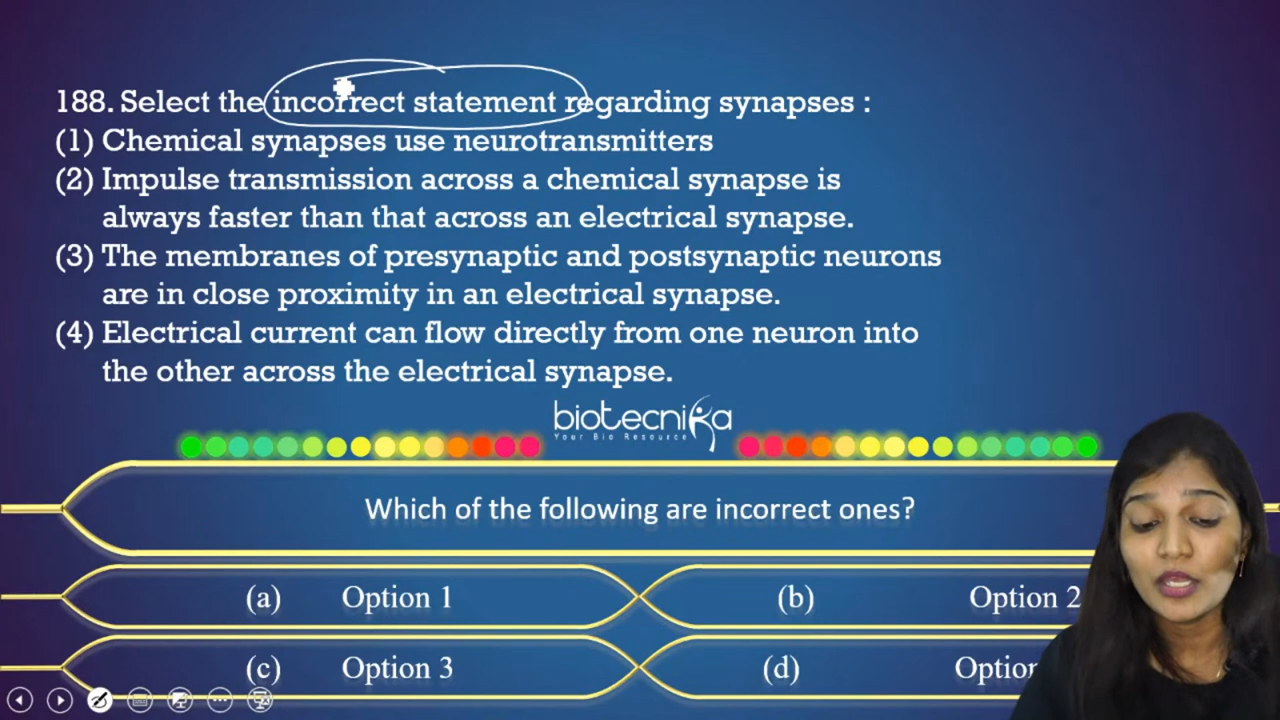 188. Select the incorrect statement regarding synapses :
(1) Chemical synapses use neurotransmitters
(2) Impulse transmission across a chemical synapse is
always faster than that across an electrical synapse.
(3) The membranes of presynaptic and postsynaptic neurons
are in close proximity in an electrical synapse.
(4) Electrical current can flow directly from one neuron into
the other across the electrical synapse.
biotecnika
Your Bio Resource
Which of the following are incorrect ones?
(a) Option 1
(b) Option 2
(c) Option 3
(d) Option